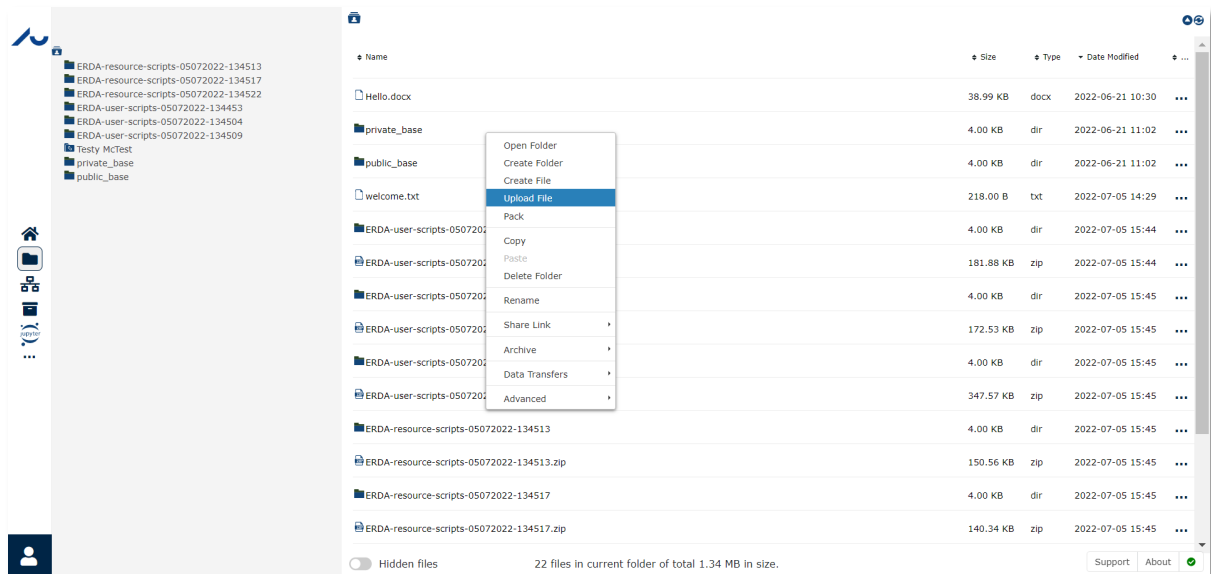 ERDA-resource-scripts-05072022-134513
ERDA-resource-scripts-05072022-134517
ERDA-resource-scripts-05072022-134522
ERDA-user-scripts-05072022-134453
ERDA-user-scripts-05072022-134504
ERDA-user-scripts-05072022-134509
Testy McTest
private_base
public_base
jupyter
Name Size Type Date Modified ...
Hello.docx 38.99 KB docx 2022-06-21 10:30 ...
private_base 4.00 KB dir 2022-06-21 11:02 ...
public_base 4.00 KB dir 2022-06-21 11:02 ...
welcome.txt 218.00 B txt 2022-07-05 14:29 ...
ERDA-user-scripts-050720 4.00 KB dir 2022-07-05 15:44 ...
ERDA-user-scripts-050720 181.88 KB zip 2022-07-05 15:44 ...
ERDA-user-scripts-050720 4.00 KB dir 2022-07-05 15:45 ...
ERDA-user-scripts-050720 172.53 KB zip 2022-07-05 15:45 ...
ERDA-user-scripts-050720 4.00 KB dir 2022-07-05 15:45 ...
ERDA-user-scripts-050720 347.57 KB zip 2022-07-05 15:45 ...
ERDA-resource-scripts-05072022-134513 4.00 KB dir 2022-07-05 15:45 ...
ERDA-resource-scripts-05072022-134513.zip 150.56 KB zip 2022-07-05 15:45 ...
ERDA-resource-scripts-05072022-134517 4.00 KB dir 2022-07-05 15:45 ...
ERDA-resource-scripts-05072022-134517.zip 140.34 KB zip 2022-07-05 15:45 ...
Open Folder
Create Folder
Create File
Upload File
Pack
Copy
Paste
Delete Folder
Rename
Share Link
Archive
Data Transfers
Advanced
Hidden files 22 files in current folder of total 1.34 MB in size.
Support About